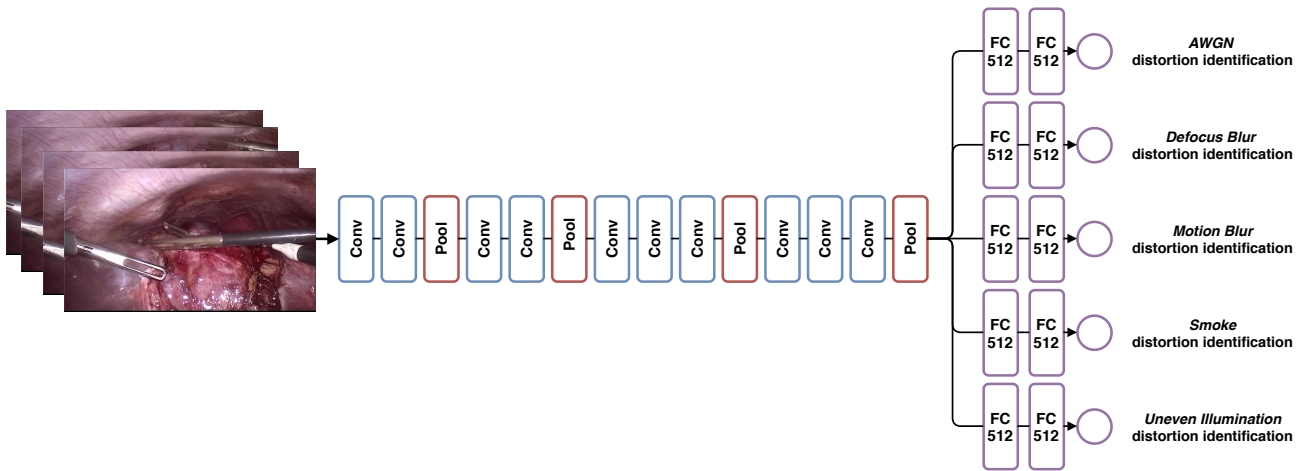 Conv
Conv
Pool
Conv
Conv
Pool
Conv
Conv
Conv
Pool
Conv
Conv
Conv
Pool
FC
512
FC
512
AWGN
distortion identification
FC
512
FC
512
Defocus Blur
distortion identification
FC
512
FC
512
Motion Blur
distortion identification
FC
512
FC
512
Smoke
distortion identification
FC
512
FC
512
Uneven Illumination
distortion identification